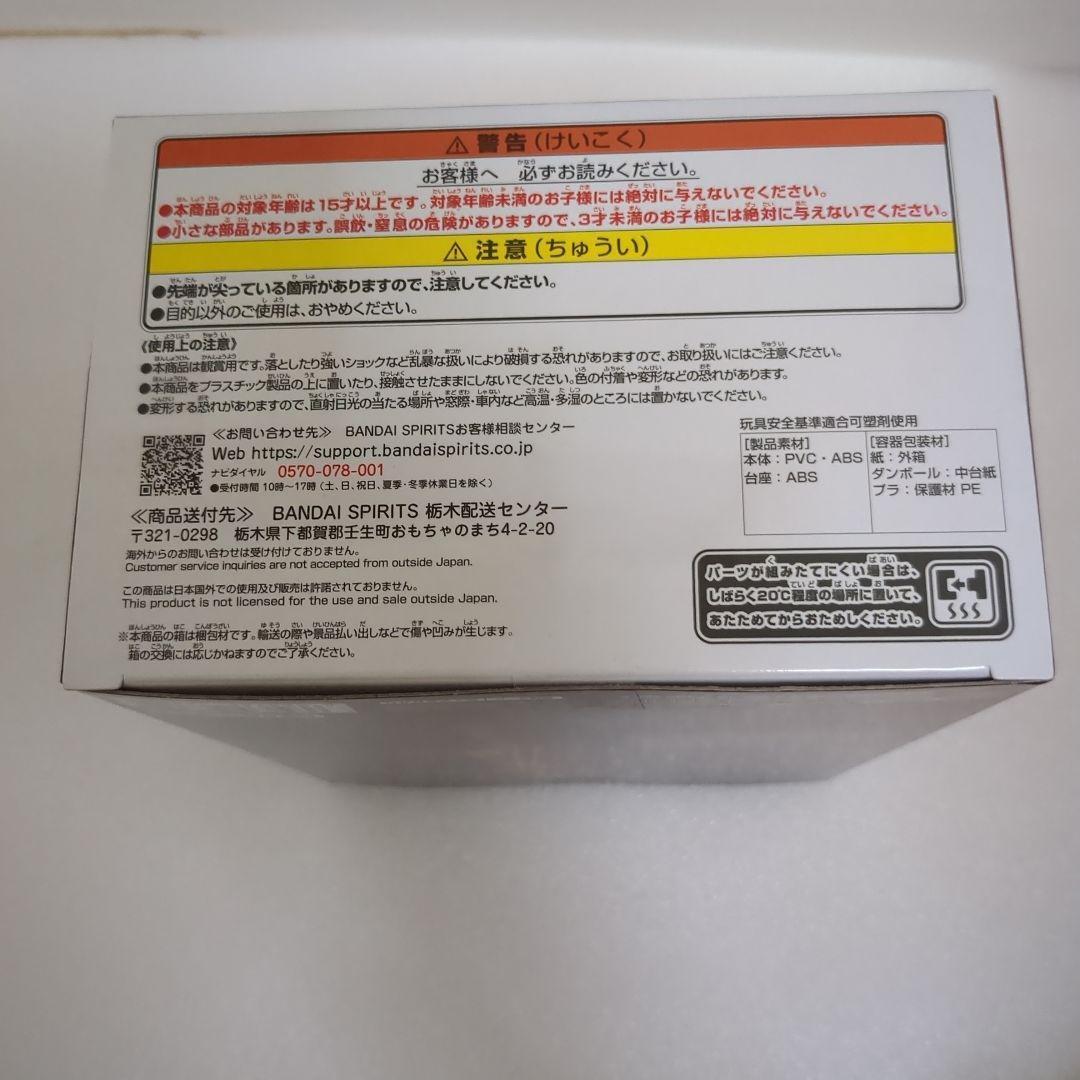 ⚠ 警告(けいこく)
お客様へ 必ずお読みください。
●本商品の対象年齢は15才以上です。対象年齢未満のお子様には絶対に与えないでください。
●小さな部品があります。誤飲・窒息の危険がありますので、3才未満のお子様には絶対に与えないでください。
⚠ 注意(ちゅうい)
●先端が尖っている箇所がありますので、注意してください。
●目的以外のご使用は、おやめください。
《使用上の注意》
●本商品は観賞用です。落としたり強いショックなど乱暴な扱いにより破損する恐れがありますので、お取り扱いにはご注意ください。
●本商品をプラスチック製品の上に置いたり、接触させたままにしないでください。色の付着や変形などの恐れがあります。
●変形する恐れがありますので、直射日光の当たる場所や窓際・車内など高温・多湿のところには置かないでください。
≪お問い合わせ先≫ BANDAI SPIRITSお客様相談センター
Web https://support.bandaispirits.co.jp
ナビダイヤル 0570-078-001
●受付時間 10時〜17時(土、日、祝日、夏季・冬季休業日を除く)
≪商品送付先≫ BANDAI SPIRITS 栃木配送センター
〒321-0298 栃木県下都賀郡壬生町おもちゃのまち4-2-20
海外からのお問い合わせは受け付けておりません。
Customer service inquiries are not accepted from outside Japan.
この商品は日本国外での使用及び販売は許諾されておりません。
This product is not licensed for the use and sale outside Japan.
※本商品の箱は梱包材です。輸送の際や景品払い出しなどで傷や凹みが生じます。
箱の交換には応じかねますのでご了承ください。
玩具安全基準適合可塑剤使用
[製品素材]
本体:PVC・ABS
台座:ABS
[容器包装材]
紙:外箱
ダンボール:中台紙
プラ:保護材 PE
パーツが組みたてにくい場合は、
しばらく20℃程度の場所に置いて、
あたためてからおためしください。